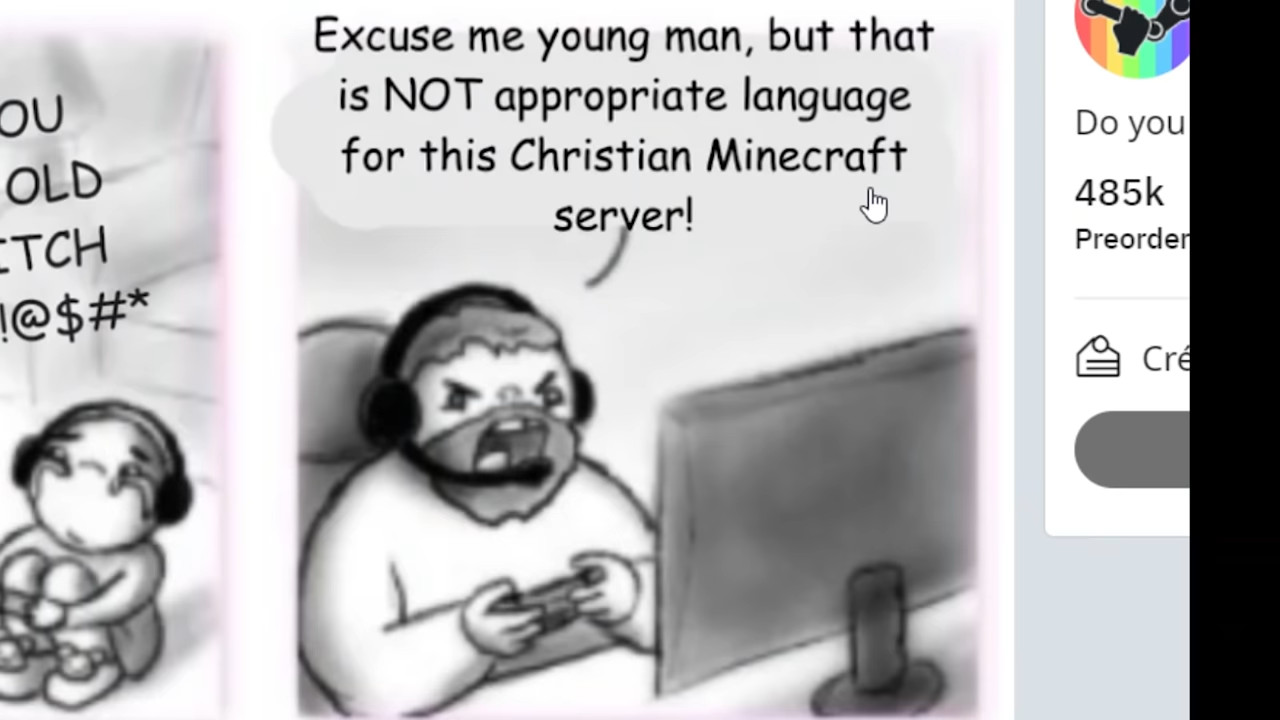 OU
OLD
ITCH
!@$#*
Excuse me young man, but that
is NOT appropriate language
for this Christian Minecraft
server!
Do you
485k
Preorder
Cré